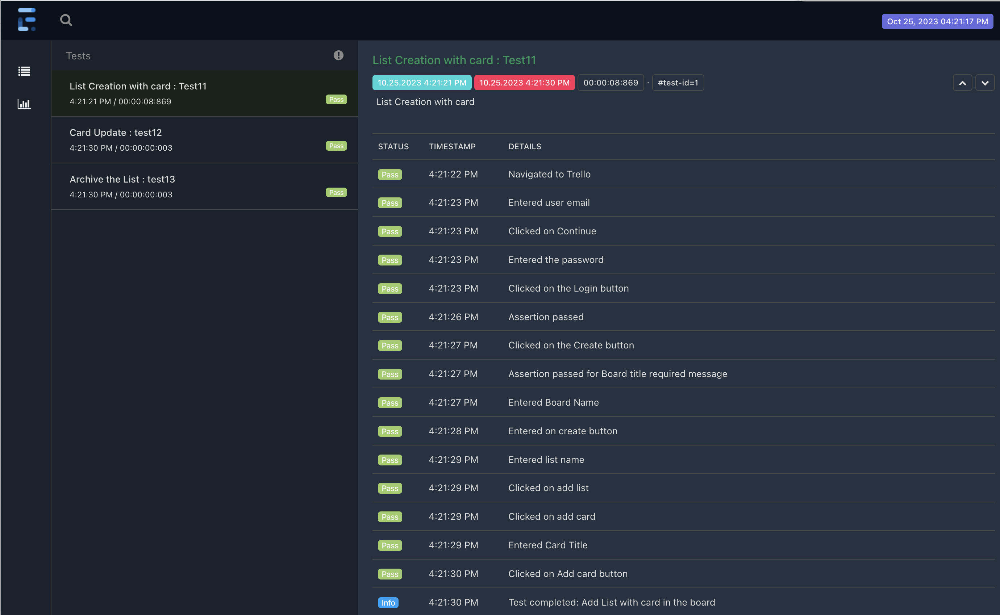 Oct 25, 2023 04:21:17 PM
Tests
List Creation with card : Test11
4:21:21 PM / 00:00:08:869
Pass
Card Update : test12
4:21:30 PM / 00:00:00:003
Pass
Archive the List : test13
4:21:30 PM / 00:00:00:003
Pass
List Creation with card : Test11
10.25.2023 4:21:21 PM 10.25.2023 4:21:30 PM 00:00:08:869 · #test-id=1
List Creation with card
STATUS TIMESTAMP DETAILS
Pass 4:21:22 PM Navigated to Trello
Pass 4:21:23 PM Entered user email
Pass 4:21:23 PM Clicked on Continue
Pass 4:21:23 PM Entered the password
Pass 4:21:23 PM Clicked on the Login button
Pass 4:21:26 PM Assertion passed
Pass 4:21:27 PM Clicked on the Create button
Pass 4:21:27 PM Assertion passed for Board title required message
Pass 4:21:27 PM Entered Board Name
Pass 4:21:28 PM Entered on create button
Pass 4:21:29 PM Entered list name
Pass 4:21:29 PM Clicked on add list
Pass 4:21:29 PM Clicked on add card
Pass 4:21:29 PM Entered Card Title
Pass 4:21:30 PM Clicked on Add card button
Info 4:21:30 PM Test completed: Add List with card in the board